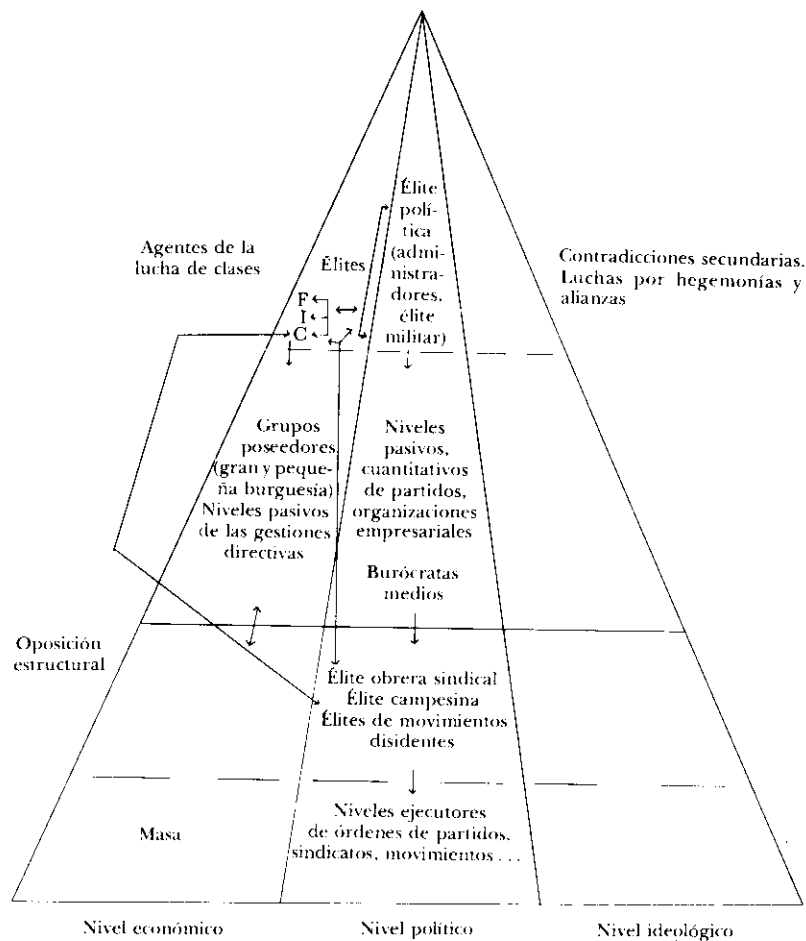 Élite
polí-
tica
(admi-
nistra-
dores,
élite
militar)
Agentes de la
lucha de clases
Élites
F
I
C
Contradicciones secundarias.
Luchas por hegemonías y
alianzas
Grupos
poseedores
(gran y peque-
ña burguesía)
Niveles pasivos
de las gestiones
directivas
Niveles
pasivos,
cuantitativos
de partidos,
organizaciones
empresariales
Burócratas
medios
Oposición
estructural
Élite obrera sindical
Élite campesina
Élites de movimientos
disidentes
Masa
Niveles ejecutores
de órdenes de partidos,
sindicatos, movimientos . . .
Nivel económico
Nivel político
Nivel ideológico